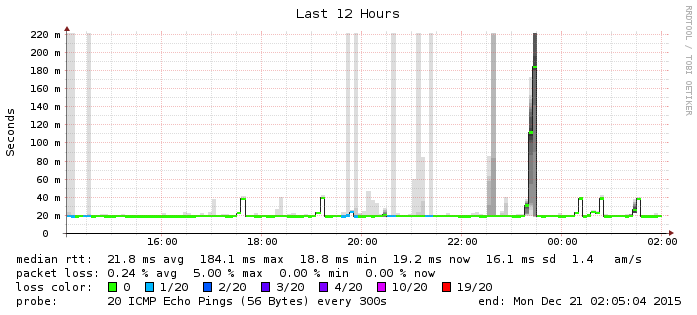 Last 12 Hours
RRDTOOL / TOBI OETIKER
Seconds
220 m
200 m
180 m
160 m
140 m
120 m
100 m
80 m
60 m
40 m
20 m
0
16:00 18:00 20:00 22:00 00:00 02:00
median rtt: 21.8 ms avg 184.1 ms max 18.8 ms min 19.2 ms now 16.1 ms sd 1.4 am/s
packet loss: 0.24 % avg 5.00 % max 0.00 % min 0.00 % now
loss color: 0 1/20 2/20 3/20 4/20 10/20 19/20
probe: 20 ICMP Echo Pings (56 Bytes) every 300s end: Mon Dec 21 02:05:04 2015